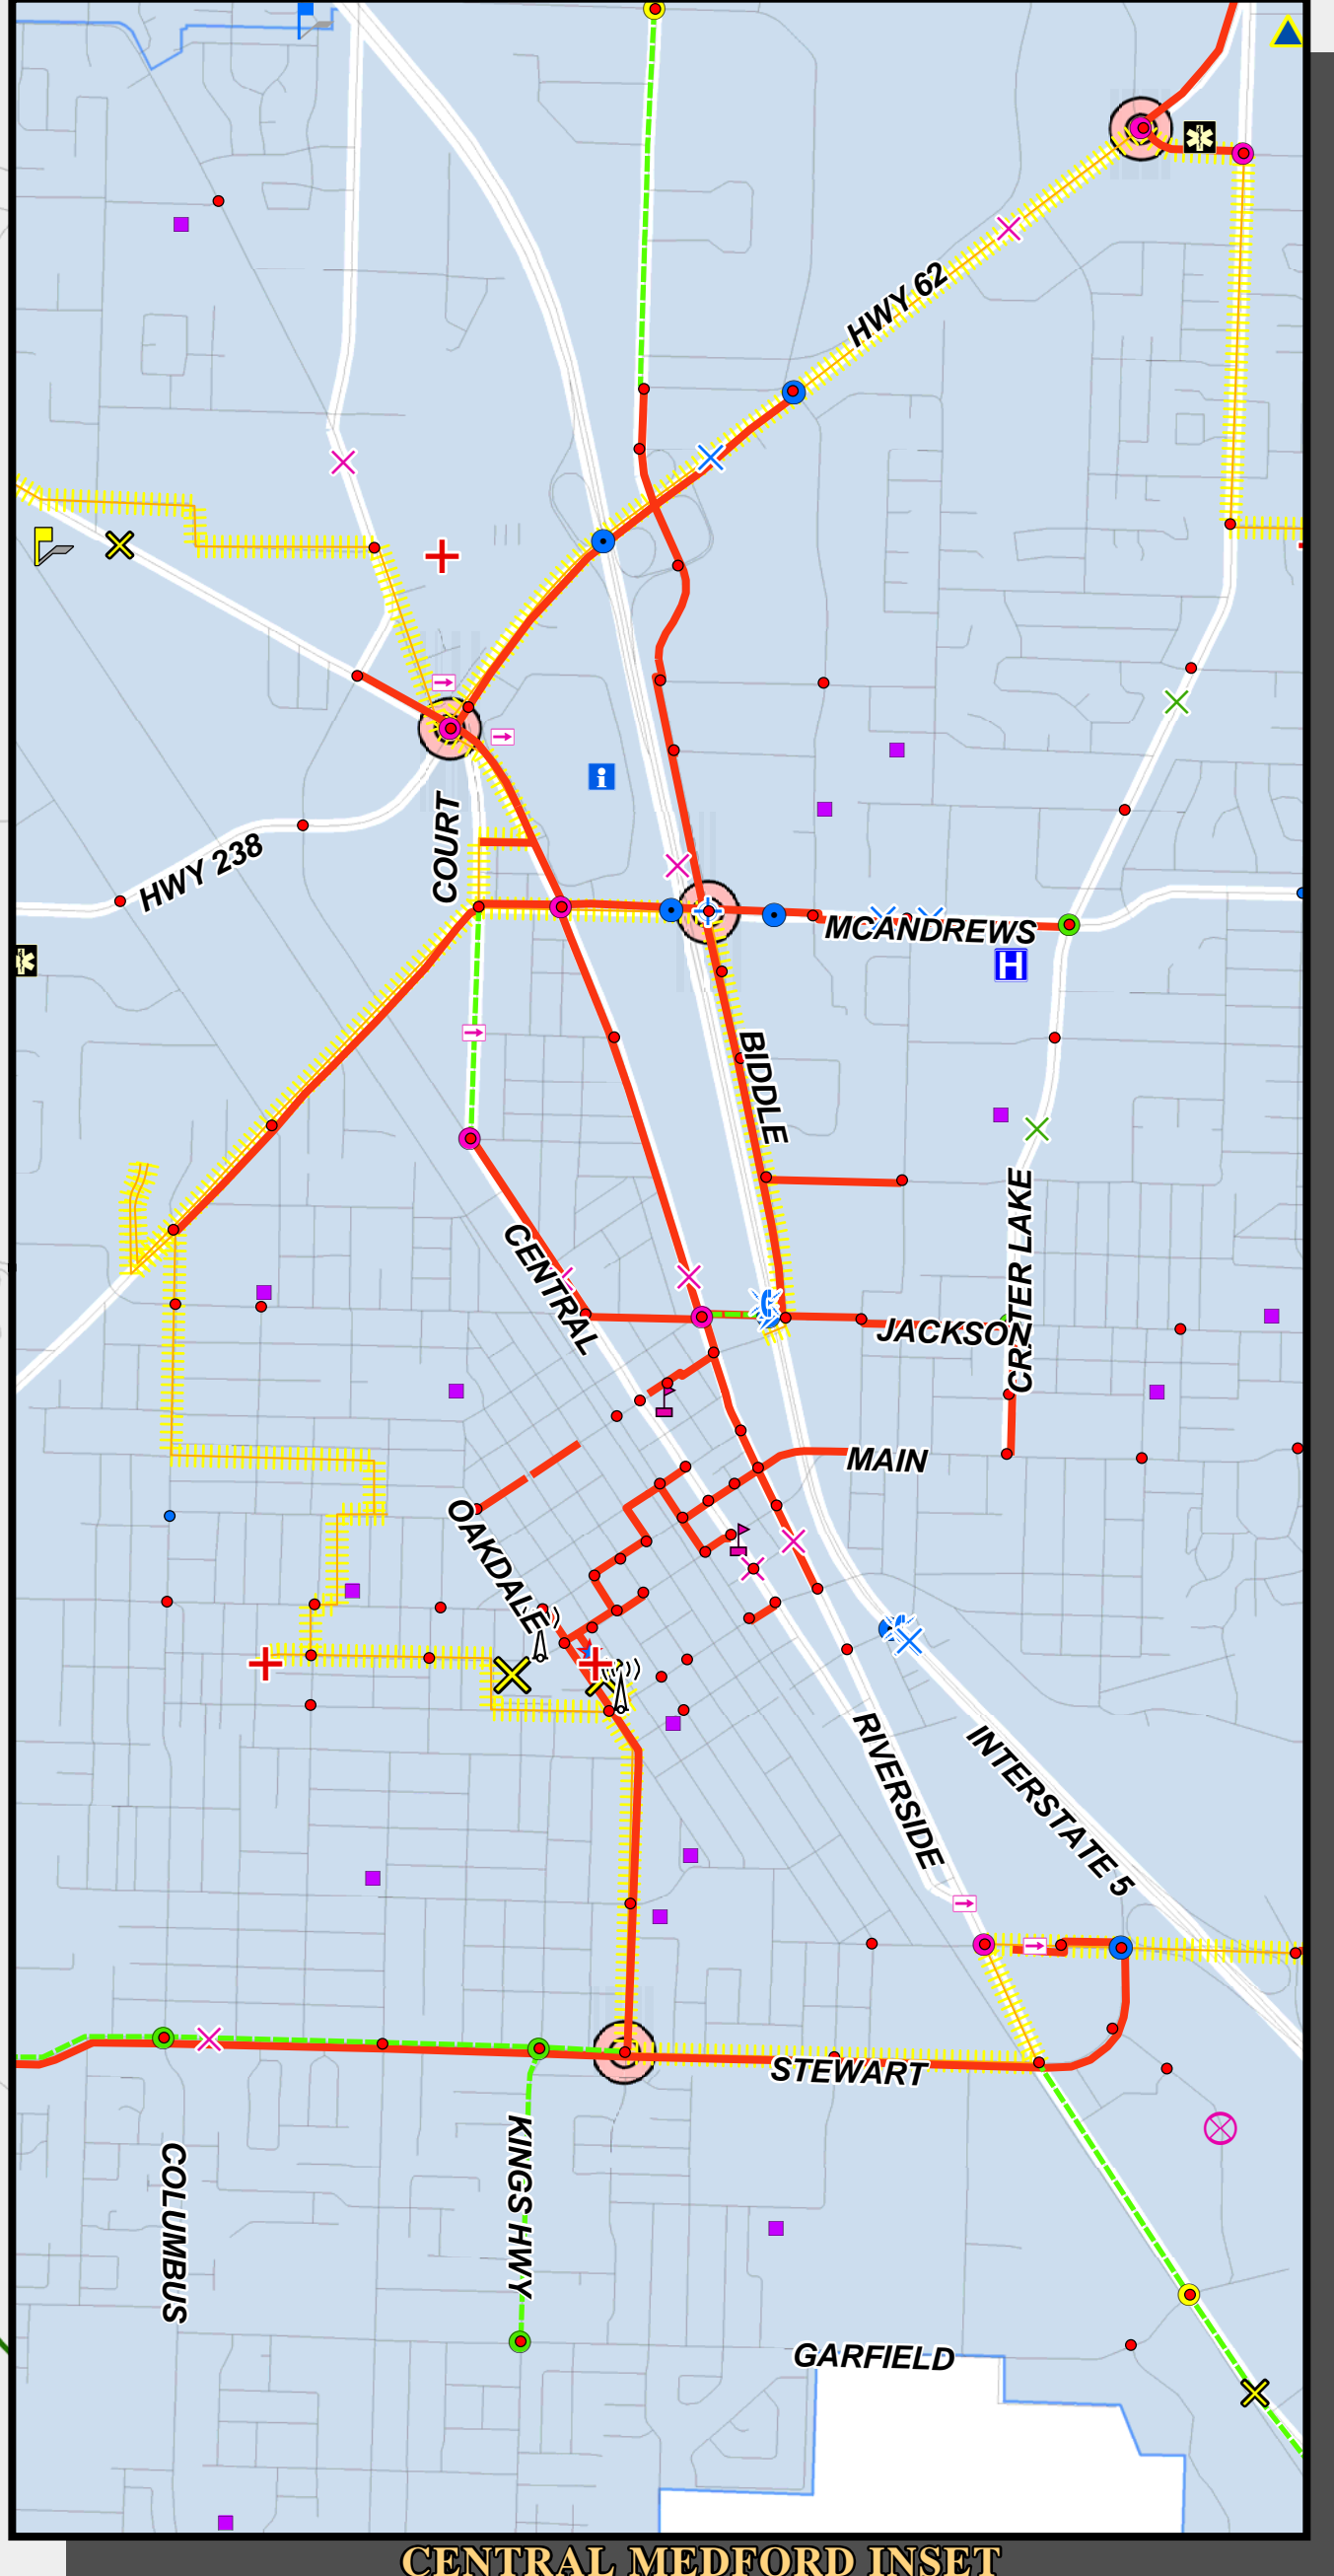 HWY 62
COURT
HWY 238
MCANDREWS
H
BIDDLE
CRATER LAKE
CENTRAL
JACKSON
MAIN
OAKDALE
RIVERSIDE
INTERSTATE 5
STEWART
COLUMBUS
KINGS HWY
GARFIELD
CENTRAL MEDFORD INSET